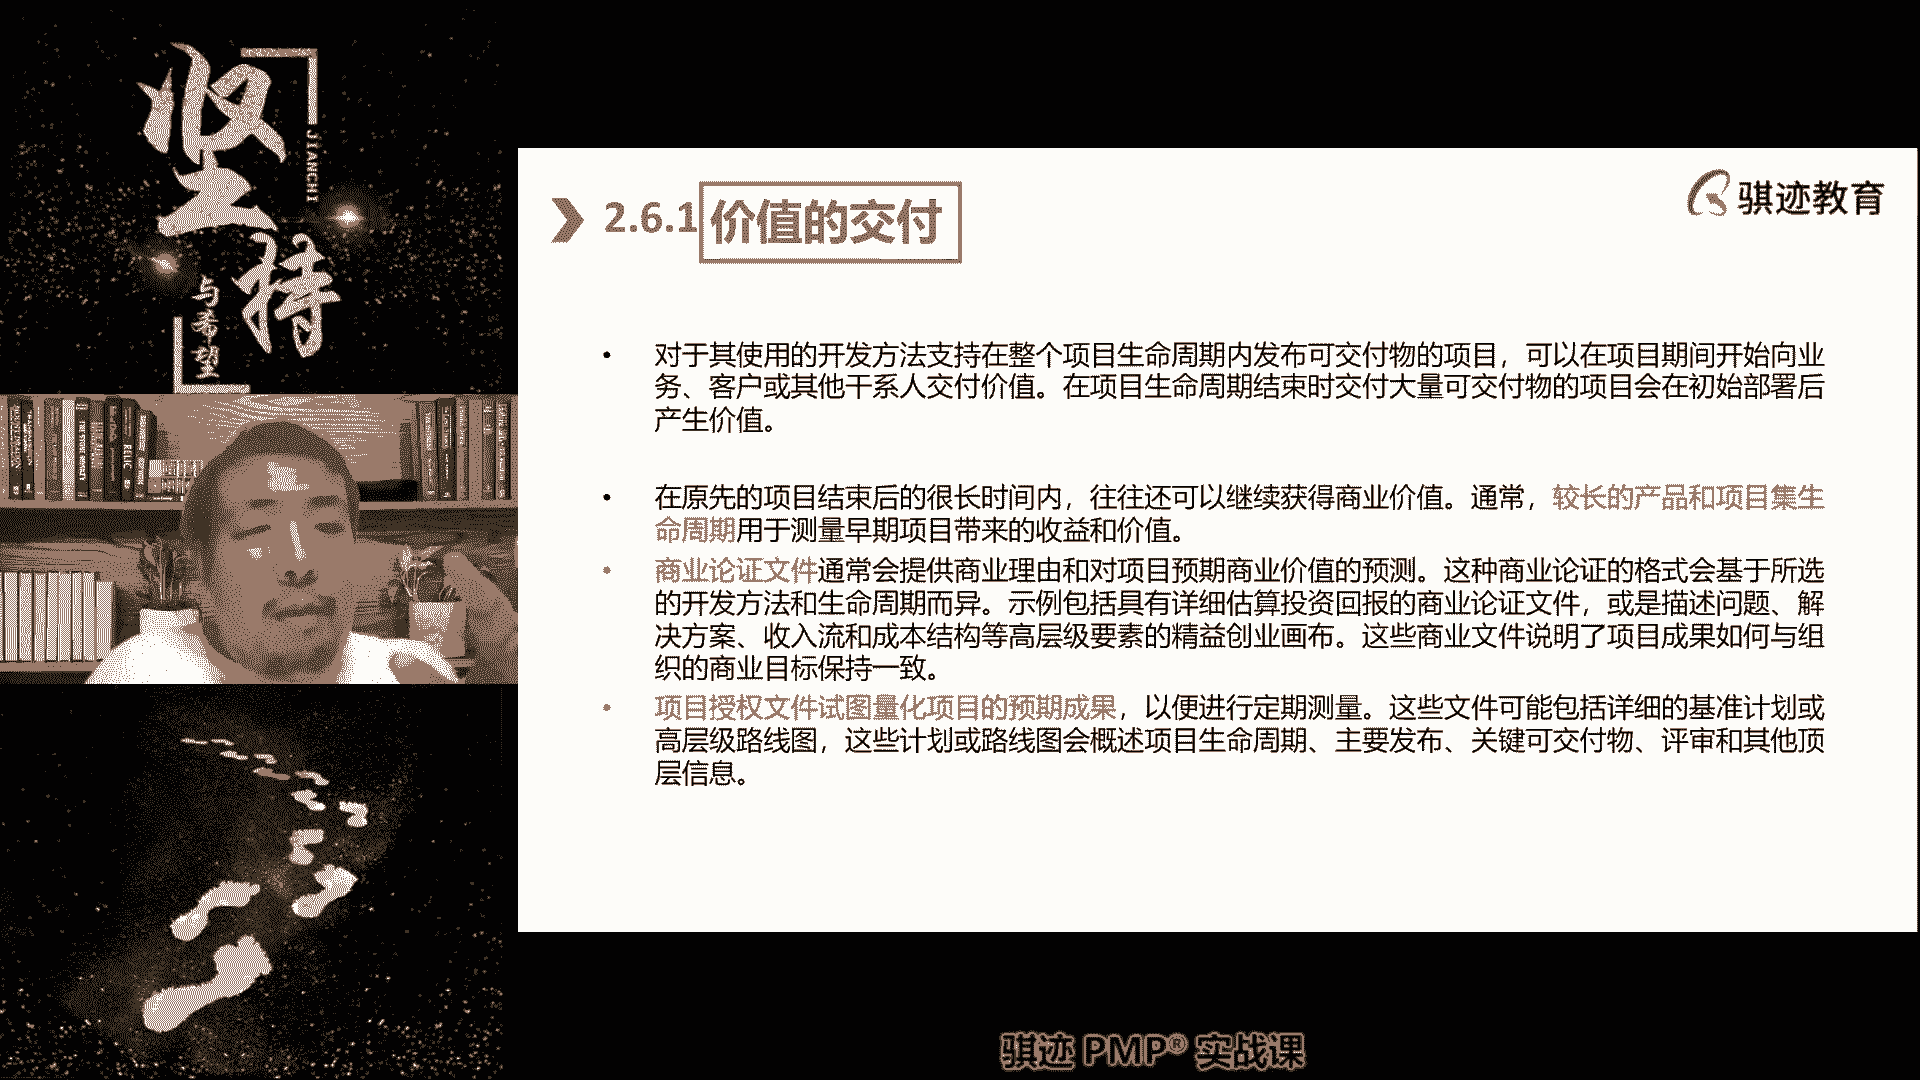 坚
持
JIANCHI
与
希
望
RELIC
2.6.1 价值的交付
骐迹教育
• 对于其使用的开发方法支持在整个项目生命周期内发布可交付物的项目，可以在项目期间开始向业
务、客户或其他干系人交付价值。在项目生命周期结束时交付大量可交付物的项目会在初始部署后
产生价值。
• 在原先的项目结束后的很长时间内，往往还可以继续获得商业价值。通常，较长的产品和项目集生
命周期用于测量早期项目带来的收益和价值。
• 商业论证文件通常会提供商业理由和对项目预期商业价值的预测。这种商业论证的格式会基于所选
的开发方法和生命周期而异。示例包括具有详细估算投资回报的商业论证文件，或是描述问题、解
决方案、收入流和成本结构等高层级要素的精益创业画布。这些商业文件说明了项目成果如何与组
织的商业目标保持一致。
• 项目授权文件试图量化项目的预期成果，以便进行定期测量。这些文件可能包括详细的基准计划或
高层级路线图，这些计划或路线图会概述项目生命周期、主要发布、关键可交付物、评审和其他顶
层信息。
骐迹 PMP® 实战课